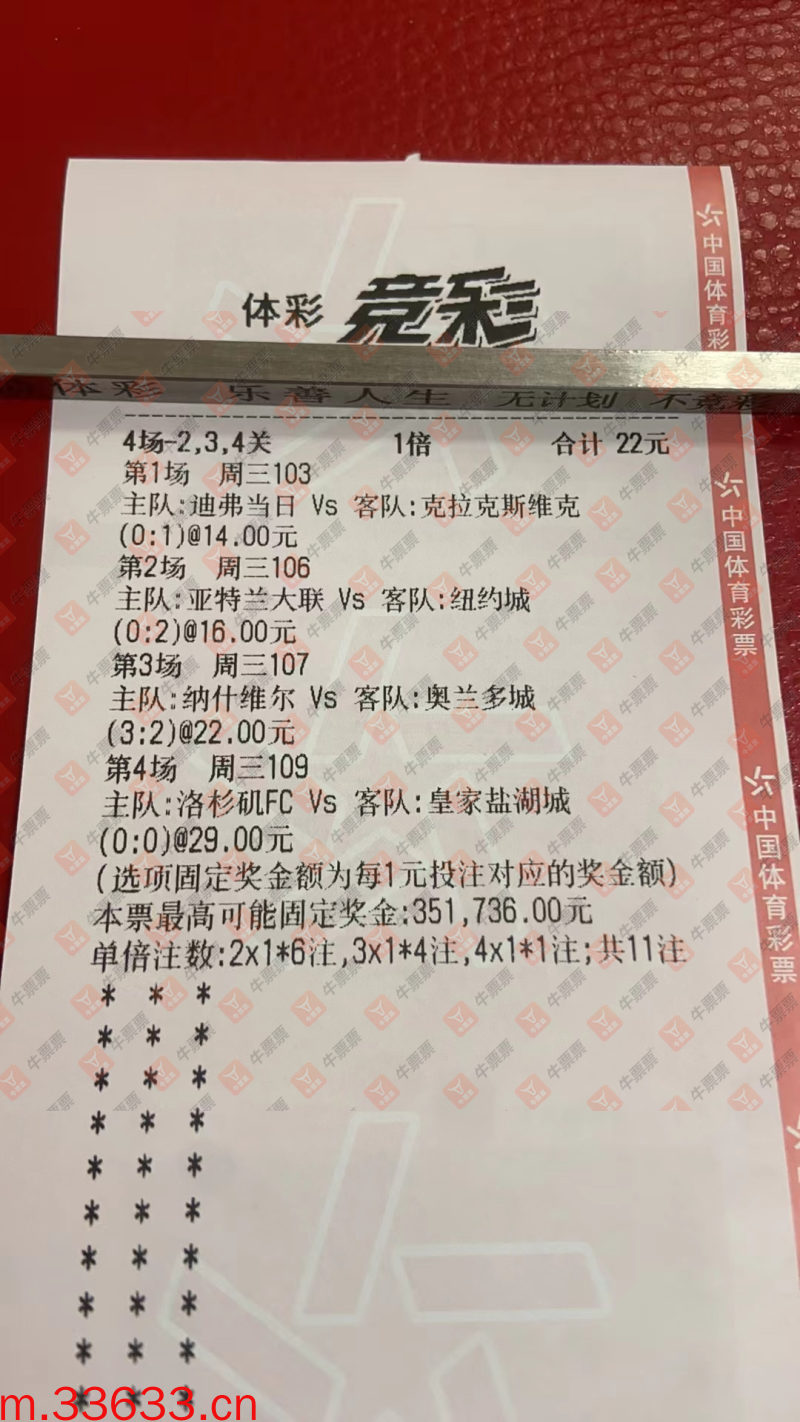 体彩 竞彩
体彩 乐善人生 无计划 不竞彩
4场-2,3,4关 1倍 合计 22元
第1场 周三103
主队:迪弗当日 Vs 客队:克拉克斯维克
(0:1)@14.00元
第2场 周三106
主队:亚特兰大联 Vs 客队:纽约城
(0:2)@16.00元
第3场 周三107
主队:纳什维尔 Vs 客队:奥兰多城
(3:2)@22.00元
第4场 周三109
主队:洛杉矶FC Vs 客队:皇家盐湖城
(0:0)@29.00元
(选项固定奖金额为每1元投注对应的奖金额)
本票最高可能固定奖金:351,736.00元
单倍注数:2x1*6注,3x1*4注,4x1*1注;共11注
* * *
* * *
* * *
* * *
* * *
* * *
* * *
* * *
* * *
* * *
中国体育彩
中国体育彩票
中国体育彩票
牛票票
m.33633.cn